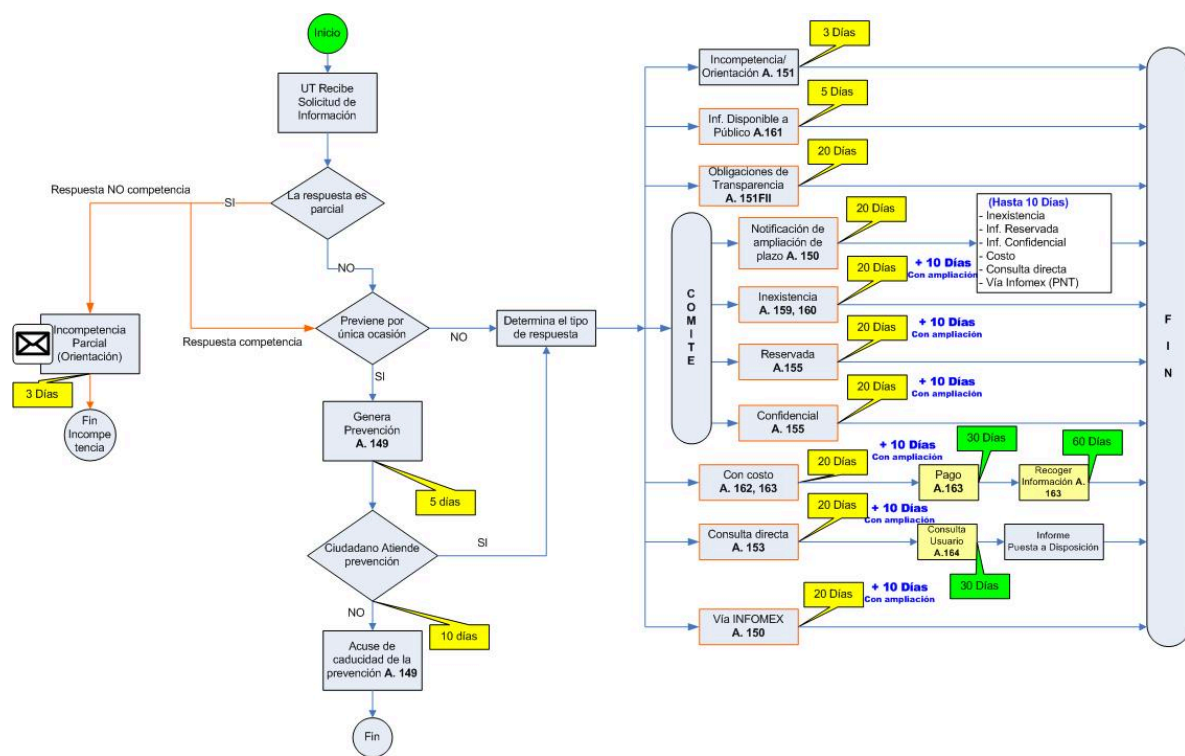 Inicio
UT Recibe
Solicitud de
Información
La respuesta es
parcial
Respuesta NO competencia
SI
NO
Incompetencia
Parcial
(Orientación)
3 Días
Fin
Incompe
tencia
Respuesta competencia
Previene por
única ocasión
NO
SI
Genera
Prevención
A. 149
5 días
Ciudadano Atiende
prevención
SI
NO
10 días
Acuse de
caducidad de la
prevención A. 149
Fin
Determina el tipo
de respuesta
Incompetencia/
Orientación A. 151
3 Días
Inf. Disponible a
Público A.161
5 Días
Obligaciones de
Transparencia
A. 151FII
20 Días
COMITE
Notificación de
ampliación de
plazo A. 150
20 Días
(Hasta 10 Días)
- Inexistencia
- Inf. Reservada
- Inf. Confidencial
- Costo
- Consulta directa
- Vía Infomex (PNT)
Inexistencia
A. 159, 160
20 Días
+ 10 Días
Con ampliación
Reservada
A.155
20 Días
+ 10 Días
Con ampliación
Confidencial
A. 155
20 Días
+ 10 Días
Con ampliación
Con costo
A. 162, 163
20 Días
+ 10 Días
Con ampliación
Pago
A.163
30 Días
Recoger
Información A.
163
60 Días
Consulta directa
A. 153
20 Días
+ 10 Días
Con ampliación
Consulta
Usuario
A.164
30 Días
Informe
Puesta a Disposición
Vía INFOMEX
A. 150
20 Días
+ 10 Días
Con ampliación
FIN